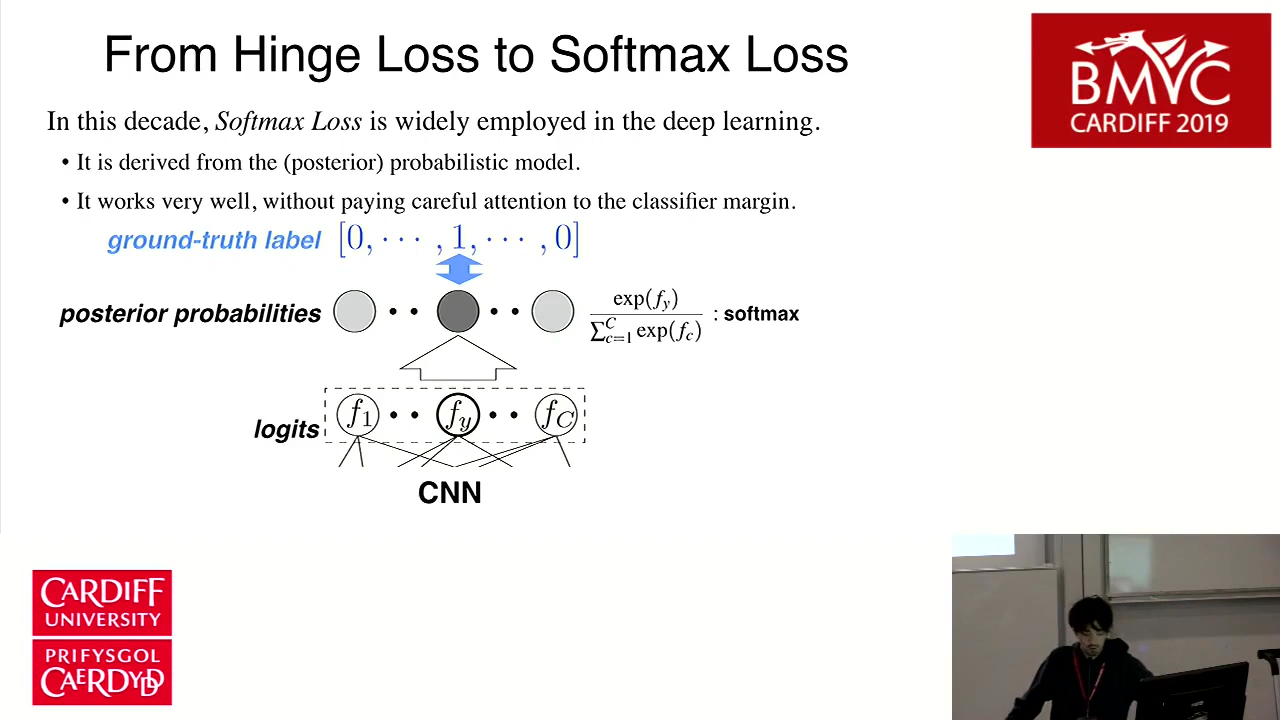 From Hinge Loss to Softmax Loss
In this decade, Softmax Loss is widely employed in the deep learning.
• It is derived from the (posterior) probabilistic model.
• It works very well, without paying careful attention to the classifier margin.
ground-truth label [0, ··· , 1, ··· , 0]
posterior probabilities
exp(f_y) / ∑_{c=1}^{C} exp(f_c) : softmax
logits f_1 •• f_y •• f_C
CNN
BMVC
CARDIFF 2019
CARDIFF
UNIVERSITY
PRIFYSGOL
CAERDYDD